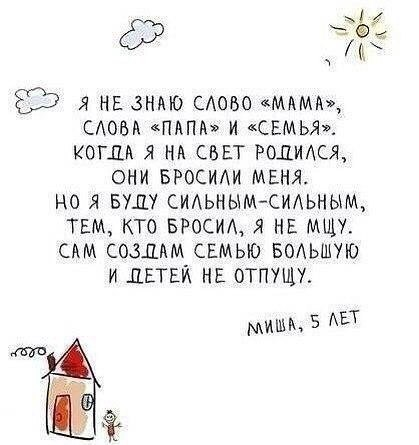 Я НЕ ЗНАЮ СЛОВО «МАМА»,
СЛОВА «ПАПА» И «СЕМЬЯ».
КОГДА Я НА СВЕТ РОДИЛСЯ,
ОНИ БРОСИЛИ МЕНЯ.
НО Я БУДУ СИЛЬНЫМ-СИЛЬНЫМ,
ТЕМ, КТО БРОСИЛ, Я НЕ МЩУ.
САМ СОЗДАМ СЕМЬЮ БОЛЬШУЮ
И ДЕТЕЙ НЕ ОТПУЩУ.
МИША, 5 ЛЕТ